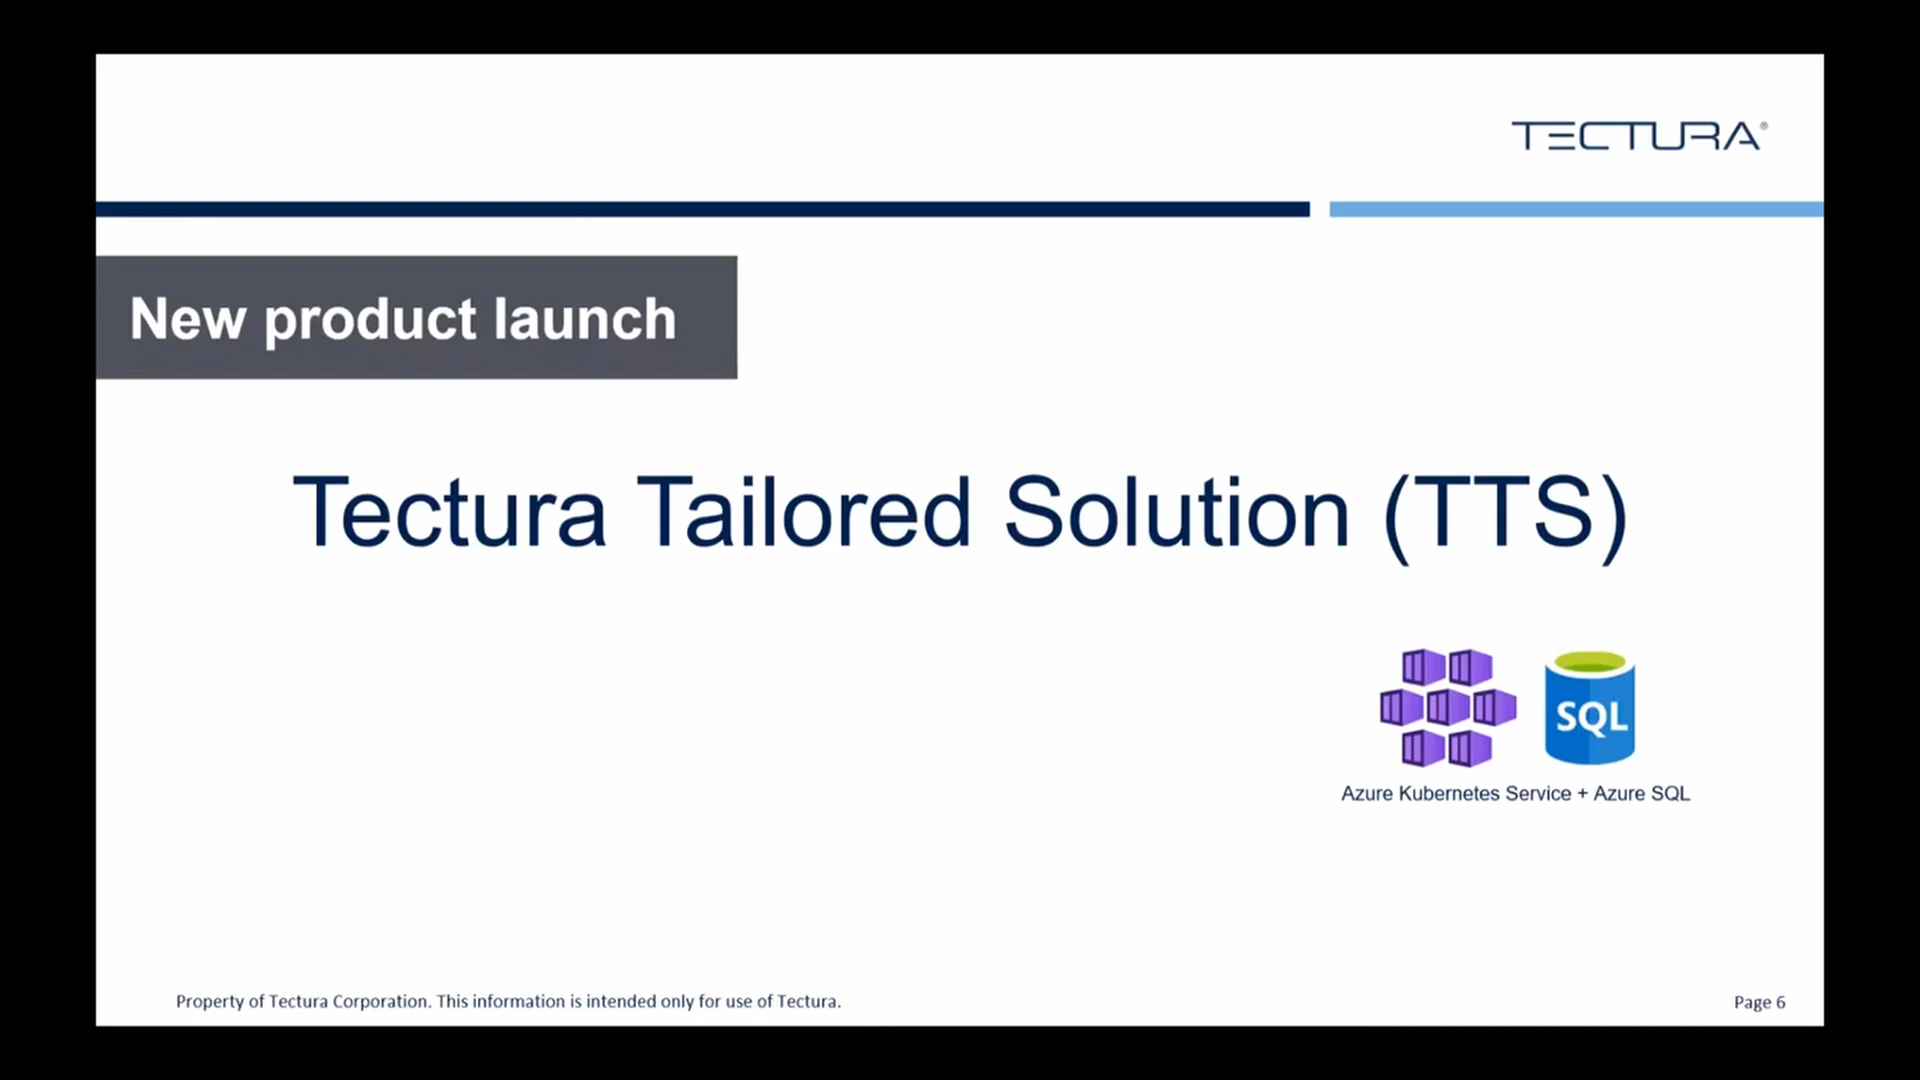 TECTURA®
New product launch
Tectura Tailored Solution (TTS)
SQL
Azure Kubernetes Service + Azure SQL
Property of Tectura Corporation. This information is intended only for use of Tectura.
Page 6